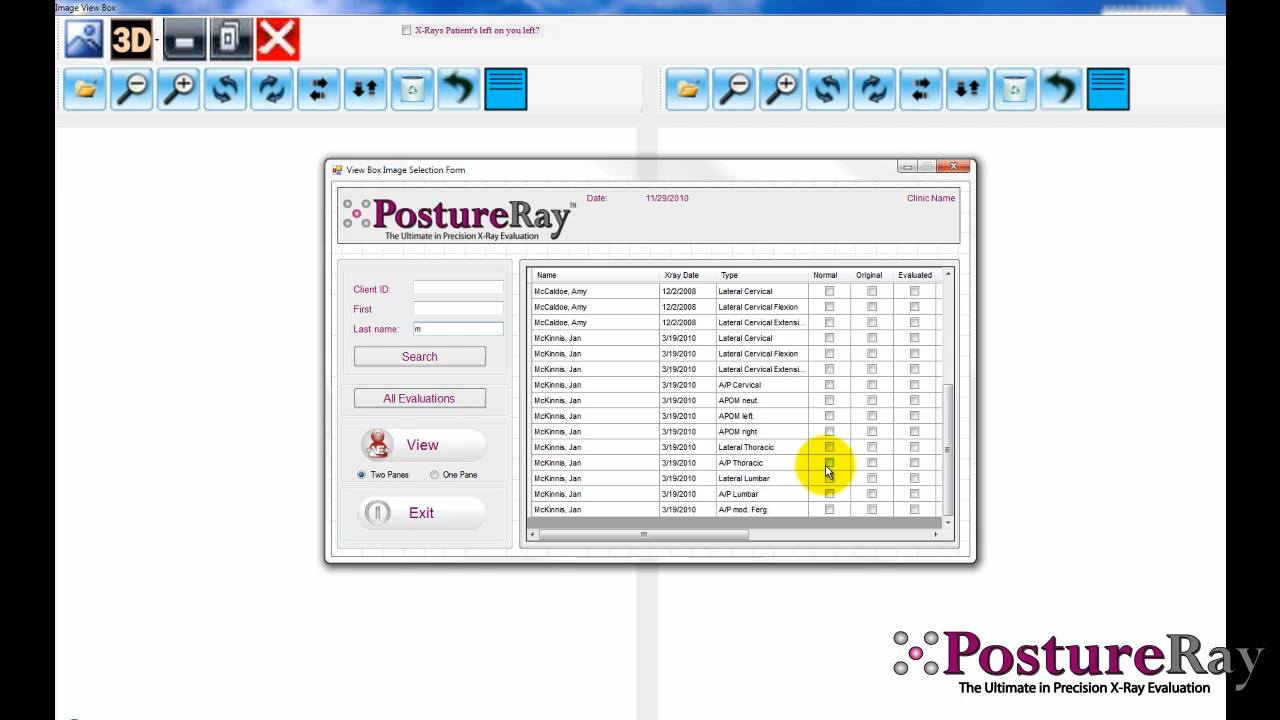 Image View Box
3D
X-Rays Patient's left on you left?
View Box Image Selection Form
PostureRay™
The Ultimate in Precision X-Ray Evaluation
Date: 11/29/2010
Clinic Name
Client ID:
First
Last name: m
Search
All Evaluations
View
Two Panes One Pane
Exit
Name Xray Date Type Normal Original Evaluated
McCaldoe, Amy 12/2/2008 Lateral Cervical
McCaldoe, Amy 12/2/2008 Lateral Cervical Flexion
McCaldoe, Amy 12/2/2008 Lateral Cervical Extensi...
McKinnis, Jan 3/19/2010 Lateral Cervical
McKinnis, Jan 3/19/2010 Lateral Cervical Flexion
McKinnis, Jan 3/19/2010 Lateral Cervical Extensi...
McKinnis, Jan 3/19/2010 A/P Cervical
McKinnis, Jan 3/19/2010 APOM neut.
McKinnis, Jan 3/19/2010 APOM left
McKinnis, Jan 3/19/2010 APOM right
McKinnis, Jan 3/19/2010 Lateral Thoracic
McKinnis, Jan 3/19/2010 A/P Thoracic
McKinnis, Jan 3/19/2010 Lateral Lumbar
McKinnis, Jan 3/19/2010 A/P Lumbar
McKinnis, Jan 3/19/2010 A/P mod. Ferg.
PostureRay
The Ultimate in Precision X-Ray Evaluation